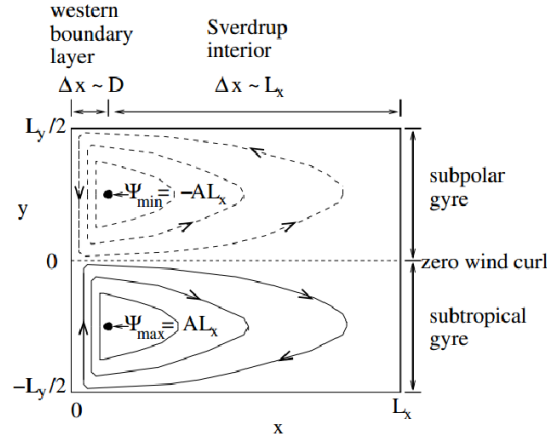 western
boundary
layer
Sverdrup
interior
Δx ~ D
Δx ~ Lx
Ly/2
Ψmin = −ALx
subpolar
gyre
y
0
zero wind curl
Ψmax = ALx
subtropical
gyre
−Ly/2
0
Lx
x